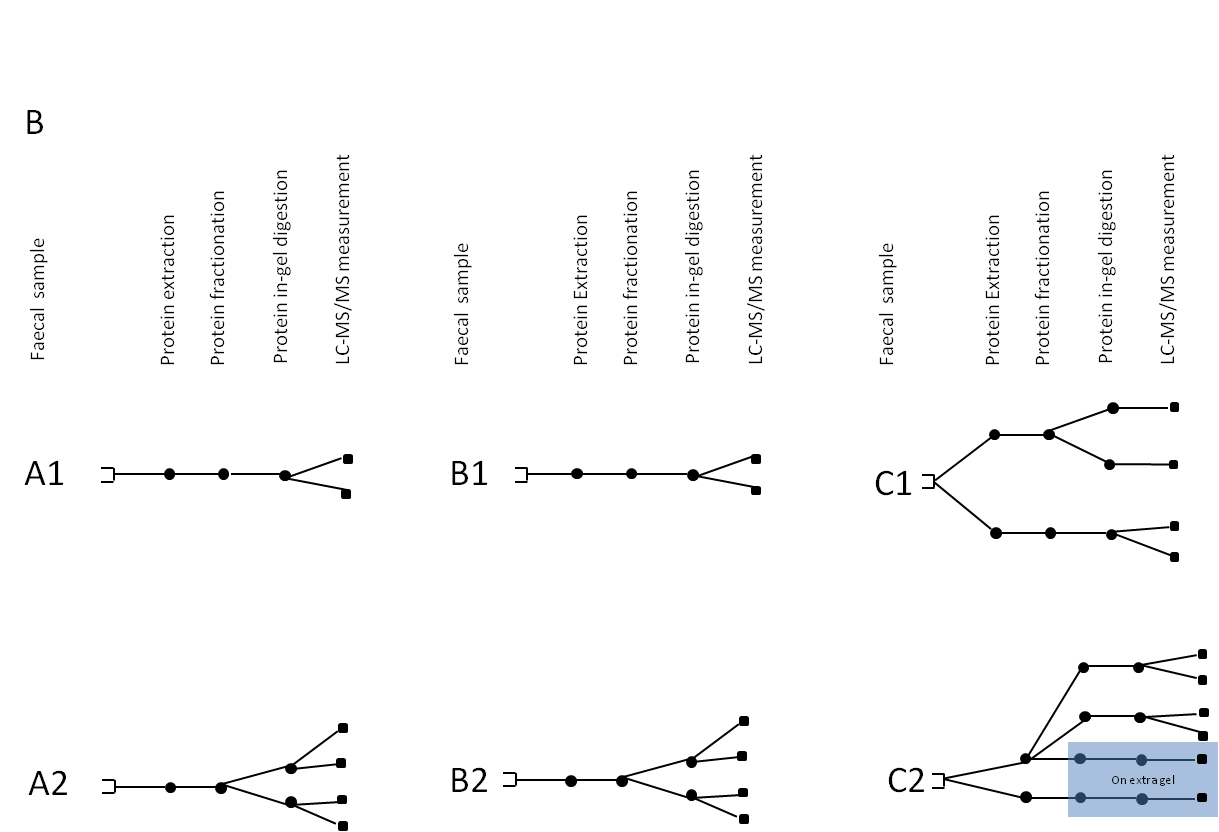 B
Faecal sample
Protein extraction
Protein fractionation
Protein in-gel digestion
LC-MS/MS measurement
Faecal sample
Protein Extraction
Protein fractionation
Protein in-gel digestion
LC-MS/MS measurement
Faecal sample
Protein Extraction
Protein fractionation
Protein in-gel digestion
LC-MS/MS measurement
A1
B1
C1
A2
B2
C2
On extra gel